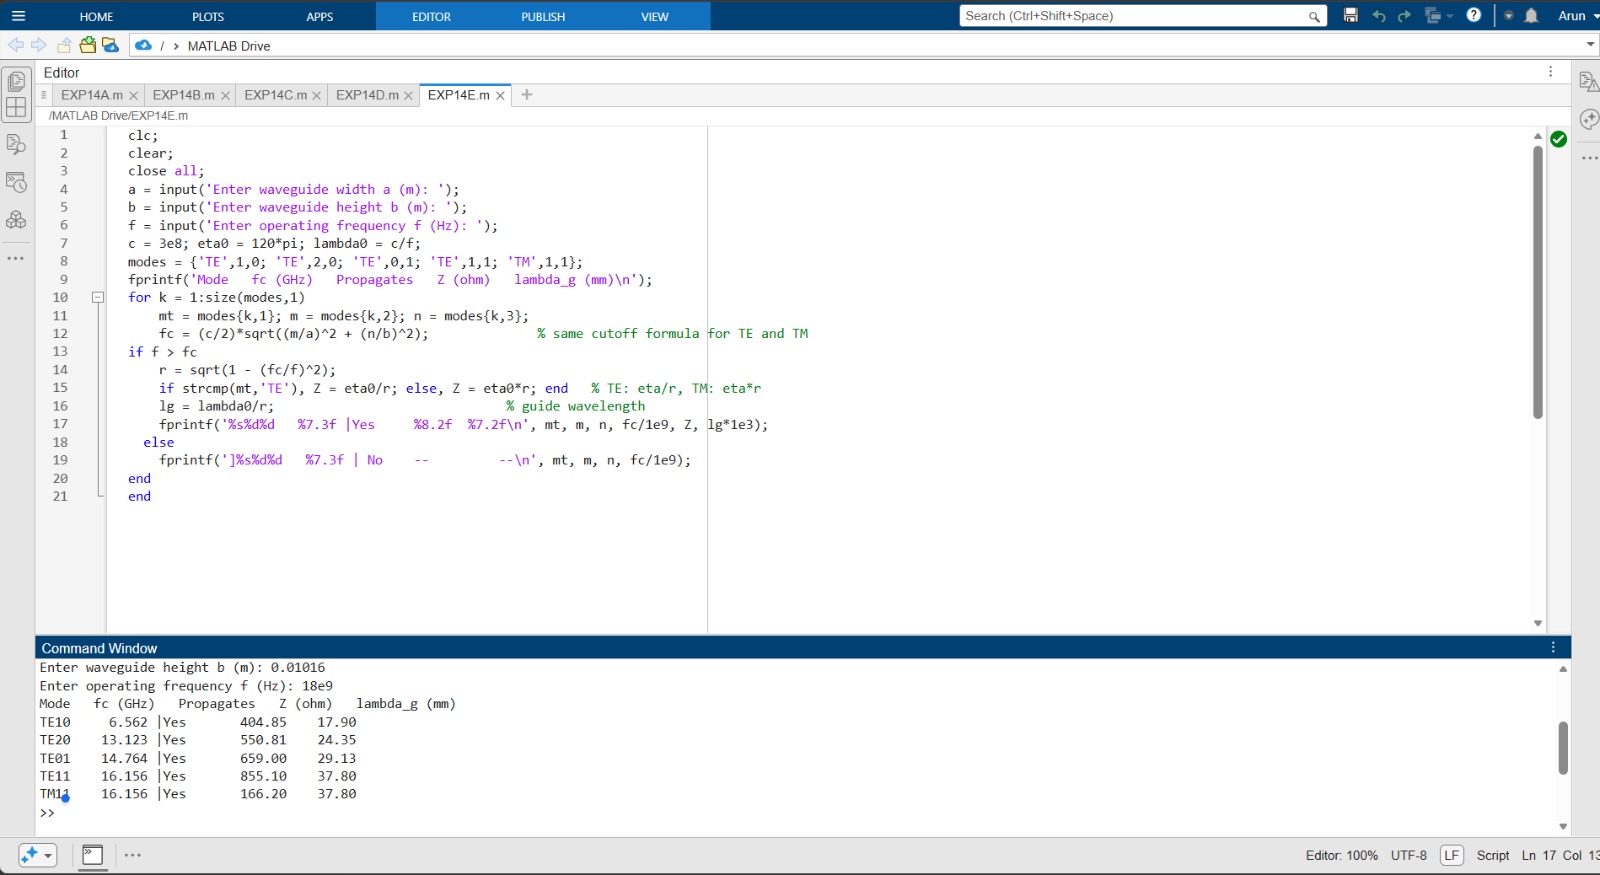 HOME PLOTS APPS EDITOR PUBLISH VIEW Search (Ctrl+Shift+Space) Arun
/ > MATLAB Drive
Editor
EXP14A.m EXP14B.m EXP14C.m EXP14D.m EXP14E.m
/MATLAB Drive/EXP14E.m
1 clc;
2 clear;
3 close all;
4 a = input('Enter waveguide width a (m): ');
5 b = input('Enter waveguide height b (m): ');
6 f = input('Enter operating frequency f (Hz): ');
7 c = 3e8; eta0 = 120*pi; lambda0 = c/f;
8 modes = {'TE',1,0; 'TE',2,0; 'TE',0,1; 'TE',1,1; 'TM',1,1};
9 fprintf('Mode   fc (GHz)   Propagates   Z (ohm)   lambda_g (mm)\n');
10 for k = 1:size(modes,1)
11     mt = modes{k,1}; m = modes{k,2}; n = modes{k,3};
12     fc = (c/2)*sqrt((m/a)^2 + (n/b)^2);              % same cutoff formula for TE and TM
13 if f > fc
14     r = sqrt(1 - (fc/f)^2);
15     if strcmp(mt,'TE'), Z = eta0/r; else, Z = eta0*r; end   % TE: eta/r, TM: eta*r
16     lg = lambda0/r;                              % guide wavelength
17     fprintf('%s%d%d   %7.3f |Yes     %8.2f  %7.2f\n', mt, m, n, fc/1e9, Z, lg*1e3);
18   else
19     fprintf(']%s%d%d   %7.3f | No    --         --\n', mt, m, n, fc/1e9);
20 end
21 end
Command Window
Enter waveguide height b (m): 0.01016
Enter operating frequency f (Hz): 18e9
Mode   fc (GHz)   Propagates   Z (ohm)   lambda_g (mm)
TE10     6.562 |Yes       404.85    17.90
TE20    13.123 |Yes       550.81    24.35
TE01    14.764 |Yes       659.00    29.13
TE11    16.156 |Yes       855.10    37.80
TM11    16.156 |Yes       166.20    37.80
>>
Editor: 100% UTF-8 LF Script Ln 17 Col 13